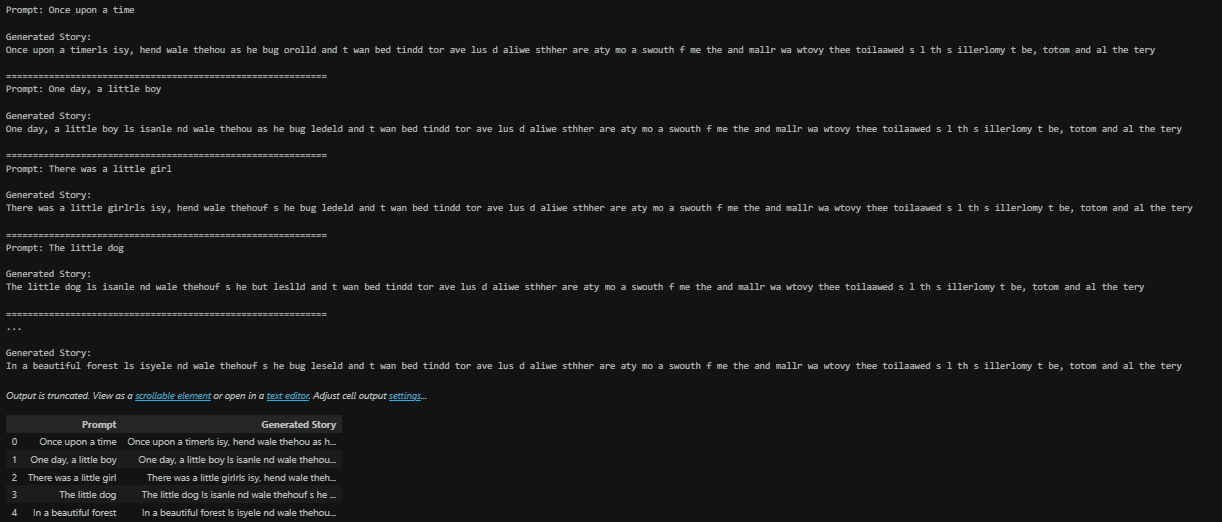 Prompt: Once upon a time
Generated Story:
Once upon a timerls isy, hend wale thehou as he bug orolld and t wan bed tindd tor ave lus d aliwe sthher are aty mo a swouth f me the and mallr wa wtovy thee toilaawed s l th s illerlomy t be, totom and al the tery
============================================================
Prompt: One day, a little boy
Generated Story:
One day, a little boy ls isanle nd wale thehou as he bug ledeld and t wan bed tindd tor ave lus d aliwe sthher are aty mo a swouth f me the and mallr wa wtovy thee toilaawed s l th s illerlomy t be, totom and al the tery
============================================================
Prompt: There was a little girl
Generated Story:
There was a little girlrls isy, hend wale thehouf s he bug ledeld and t wan bed tindd tor ave lus d aliwe sthher are aty mo a swouth f me the and mallr wa wtovy thee toilaawed s l th s illerlomy t be, totom and al the tery
============================================================
Prompt: The little dog
Generated Story:
The little dog ls isanle nd wale thehouf s he but leslld and t wan bed tindd tor ave lus d aliwe sthher are aty mo a swouth f me the and mallr wa wtovy thee toilaawed s l th s illerlomy t be, totom and al the tery
============================================================
...
Generated Story:
In a beautiful forest ls isyele nd wale thehouf s he bug leseld and t wan bed tindd tor ave lus d aliwe sthher are aty mo a swouth f me the and mallr wa wtovy thee toilaawed s l th s illerlomy t be, totom and al the tery
Output is truncated. View as a scrollable element or open in a text editor. Adjust cell output settings...
Prompt Generated Story
0 Once upon a time Once upon a timerls isy, hend wale thehou as h...
1 One day, a little boy One day, a little boy ls isanle nd wale thehou...
2 There was a little girl There was a little girlrls isy, hend wale theh...
3 The little dog The little dog ls isanle nd wale thehouf s he ...
4 In a beautiful forest In a beautiful forest ls isyele nd wale thehou...